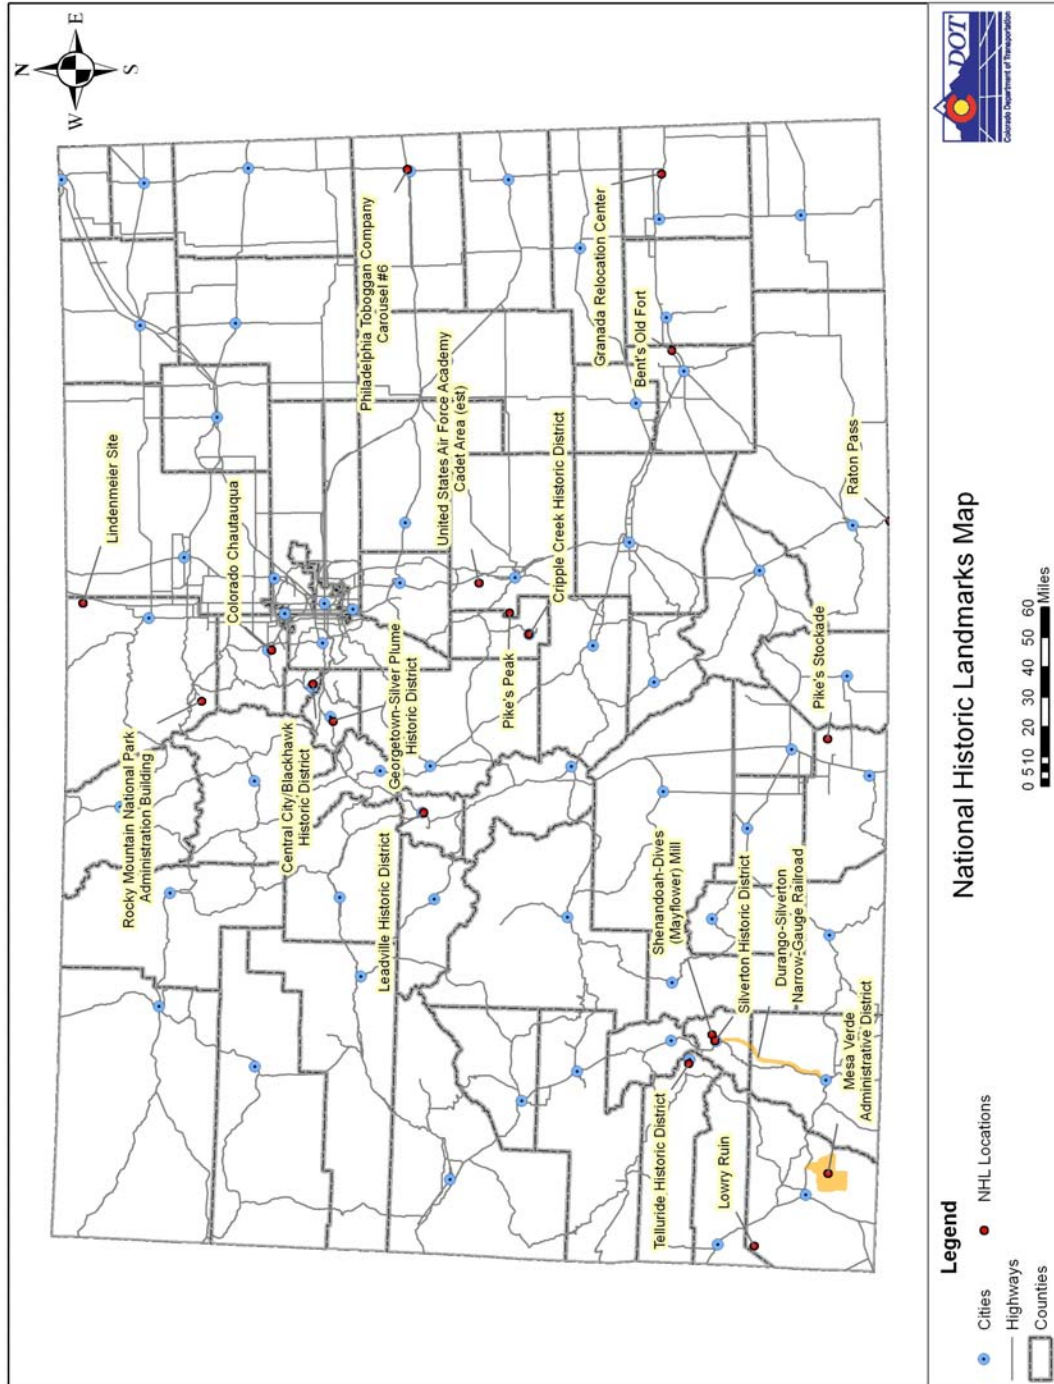 N
W
E
S
Lindenmeier Site
Rocky Mountain National Park
Administration Building
Colorado Chautauqua
Central City/Blackhawk
Historic District
Georgetown-Silver Plume
Historic District
Philadelphia Toboggan Company
Carousel #6
Leadville Historic District
United States Air Force Academy
Cadet Area (est)
Pike's Peak
Cripple Creek Historic District
Granada Relocation Center
Bent's Old Fort
Shenandoah-Dives
(Mayflower) Mill
Telluride Historic District
Silverton Historic District
Lowry Ruin
Durango-Silverton
Narrow-Gauge Railroad
Pike's Stockade
Raton Pass
Mesa Verde
Administrative District
Legend
Cities
NHL Locations
Highways
Counties
National Historic Landmarks Map
0 5 10 20 30 40 50 60
Miles
DOT
Colorado Department of Transportation